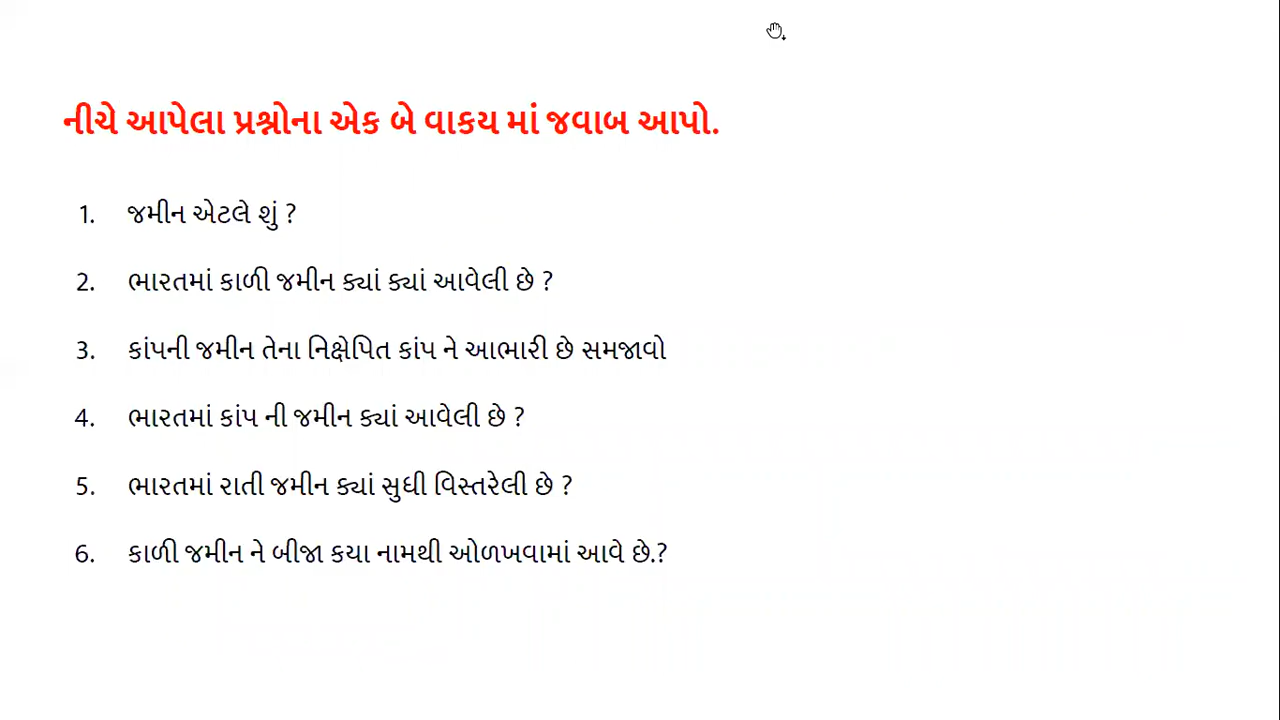 નીચે આપેલા પ્રશ્નોના એક બે વાકય માં જવાબ આપો.
1. જમીન એટલે શું ?
2. ભારતમાં કાળી જમીન ક્યાં ક્યાં આવેલી છે ?
3. કાંપની જમીન તેના નિક્ષેપિત કાંપ ને આભારી છે સમજાવો
4. ભારતમાં કાંપ ની જમીન ક્યાં આવેલી છે ?
5. ભારતમાં રાતી જમીન ક્યાં સુધી વિસ્તરેલી છે ?
6. કાળી જમીન ને બીજા કયા નામથી ઓળખવામાં આવે છે.?